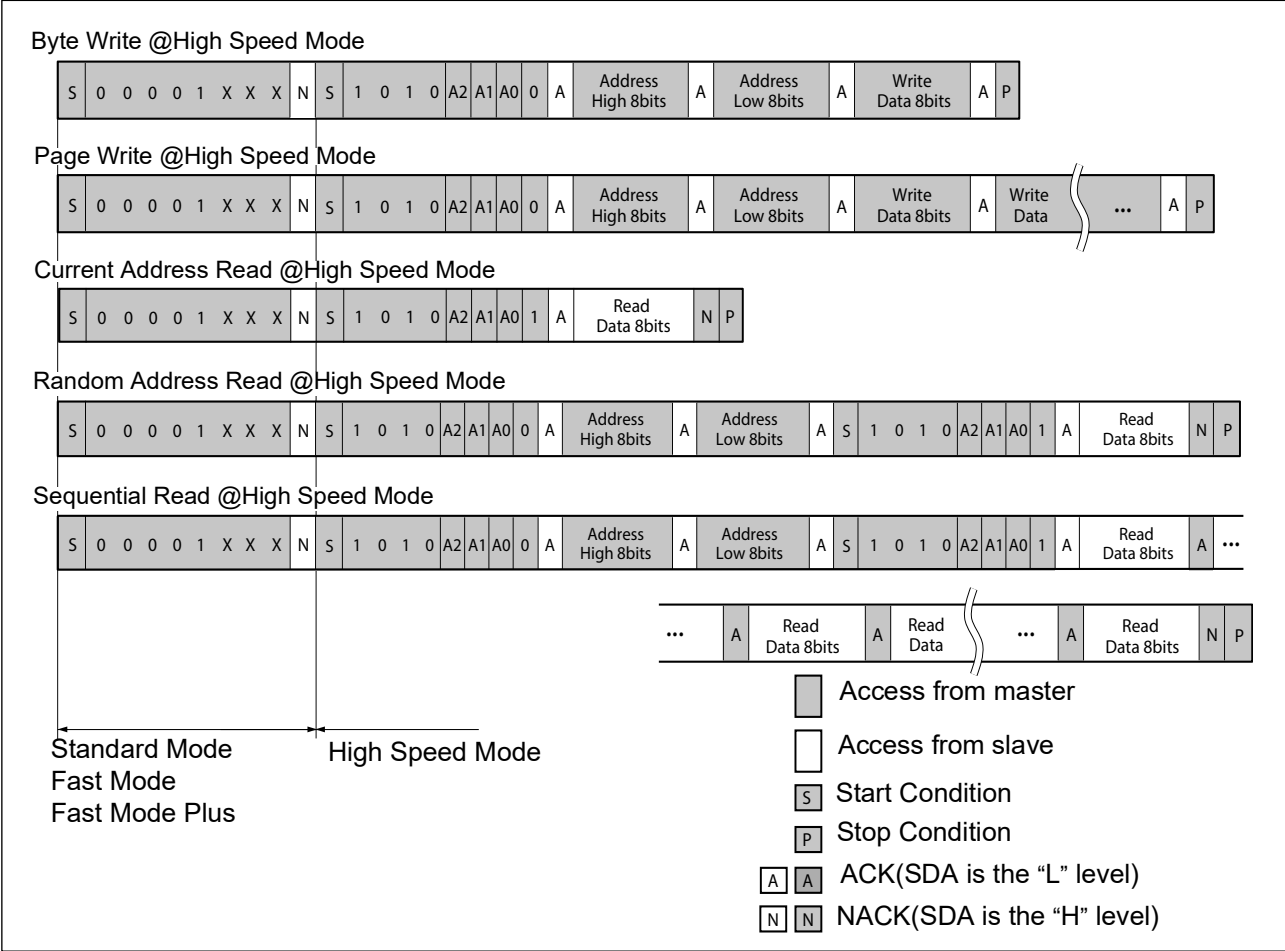 Byte Write @High Speed Mode
S 0 0 0 0 1 X X X N S 1 0 1 0 A2 A1 A0 0 A Address High 8bits A Address Low 8bits A Write Data 8bits A P
Page Write @High Speed Mode
S 0 0 0 0 1 X X X N S 1 0 1 0 A2 A1 A0 0 A Address High 8bits A Address Low 8bits A Write Data 8bits A Write Data ... A P
Current Address Read @High Speed Mode
S 0 0 0 0 1 X X X N S 1 0 1 0 A2 A1 A0 1 A Read Data 8bits N P
Random Address Read @High Speed Mode
S 0 0 0 0 1 X X X N S 1 0 1 0 A2 A1 A0 0 A Address High 8bits A Address Low 8bits A S 1 0 1 0 A2 A1 A0 1 A Read Data 8bits N P
Sequential Read @High Speed Mode
S 0 0 0 0 1 X X X N S 1 0 1 0 A2 A1 A0 0 A Address High 8bits A Address Low 8bits A S 1 0 1 0 A2 A1 A0 1 A Read Data 8bits A ...
... A Read Data 8bits A Read Data ... A Read Data 8bits N P
Access from master
Standard Mode
Fast Mode
Fast Mode Plus
High Speed Mode
Access from slave
S Start Condition
P Stop Condition
A A ACK(SDA is the “L” level)
N N NACK(SDA is the “H” level)